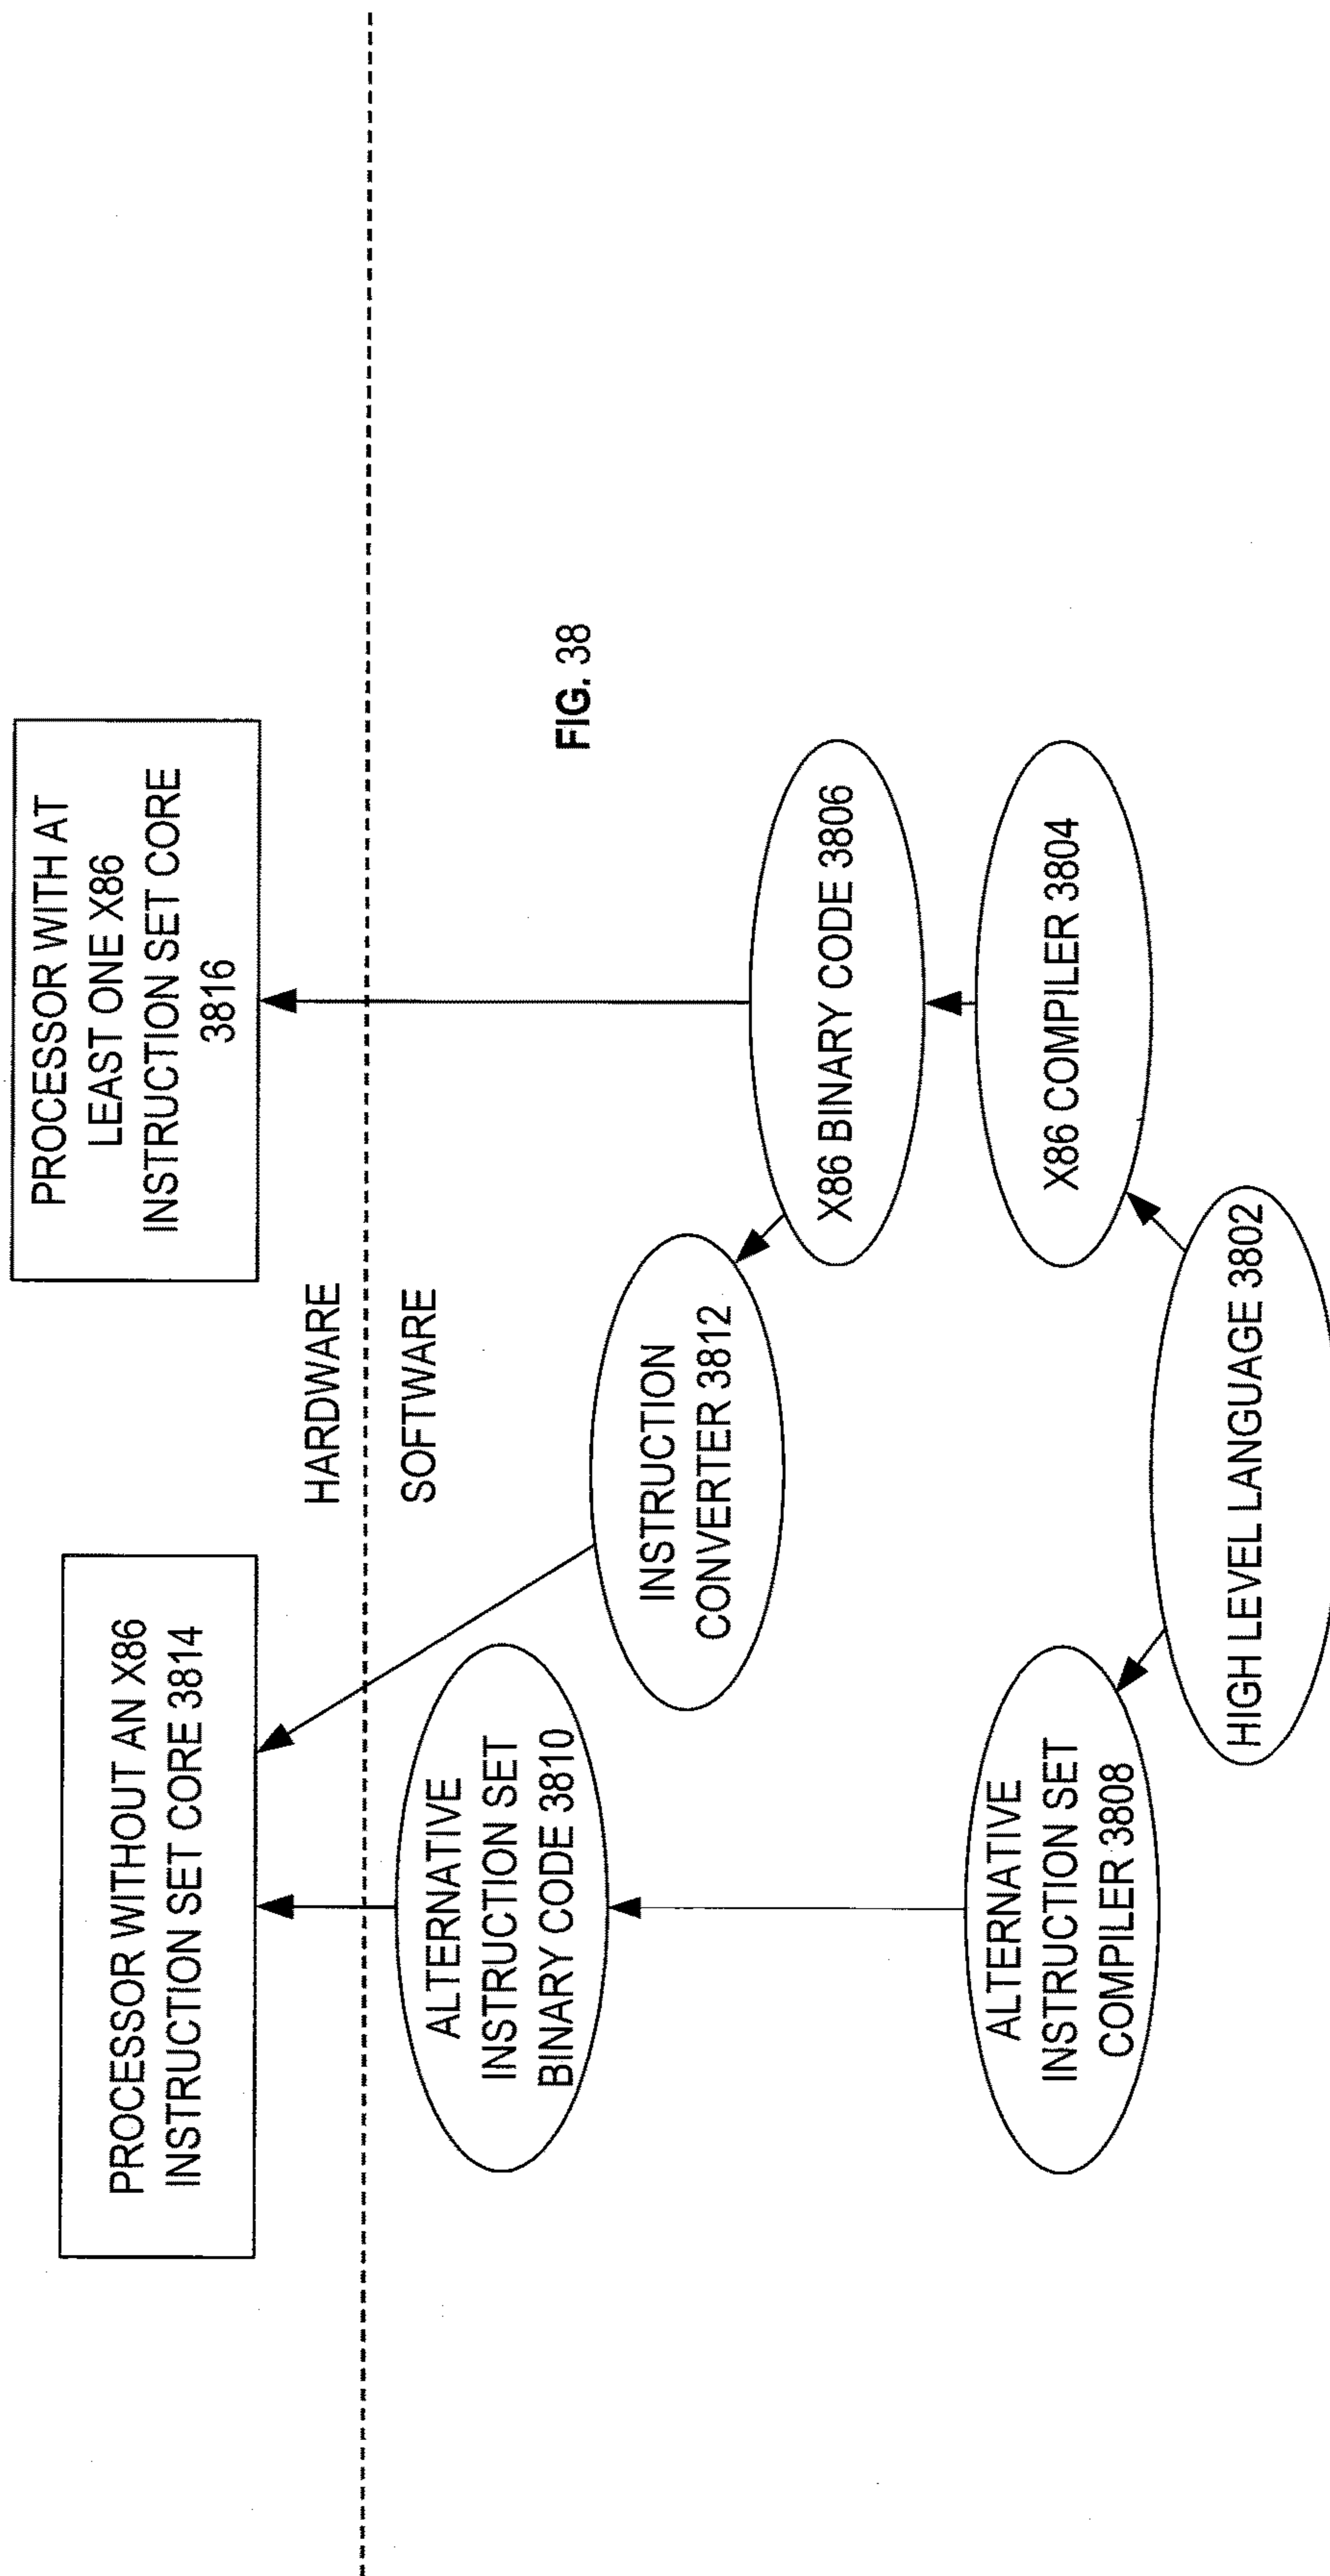 PROCESSOR WITHOUT AN X86
INSTRUCTION SET CORE 3814
PROCESSOR WITH AT
LEAST ONE X86
INSTRUCTION SET CORE
3816
HARDWARE
SOFTWARE
ALTERNATIVE
INSTRUCTION SET
BINARY CODE 3810
INSTRUCTION
CONVERTER 3812
FIG. 38
X86 BINARY CODE 3806
ALTERNATIVE
INSTRUCTION SET
COMPILER 3808
X86 COMPILER 3804
HIGH LEVEL LANGUAGE 3802